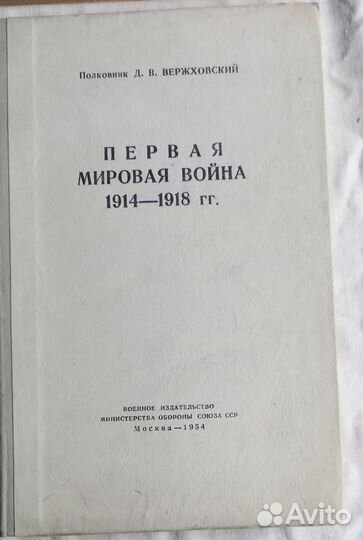 Полковник Д. В. ВЕРЖХОВСКИЙ
ПЕРВАЯ
МИРОВАЯ ВОЙНА
1914—1918 гг.
ВОЕННОЕ ИЗДАТЕЛЬСТВО
МИНИСТЕРСТВА ОБОРОНЫ СОЮЗА ССР
Москва—1954
Avito